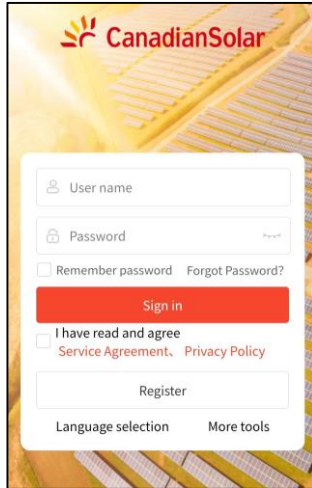 CanadianSolar
User name
Password
Remember password Forgot Password?
Sign in
I have read and agree
Service Agreement、 Privacy Policy
Register
Language selection More tools